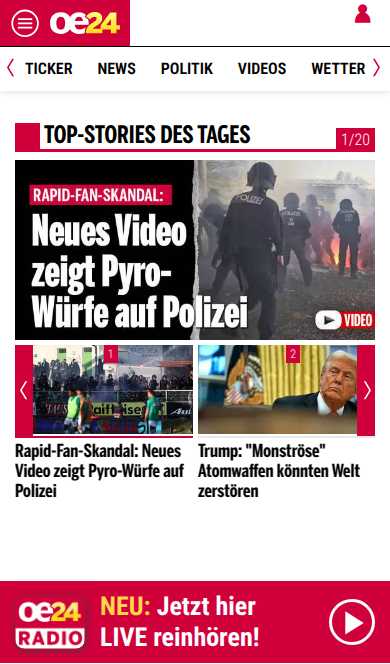 oe24
TICKER NEWS POLITIK VIDEOS WETTER
TOP-STORIES DES TAGES
1/20
RAPID-FAN-SKANDAL:
Neues Video
zeigt Pyro-
Würfe auf Polizei
POLIZEI
VIDEO
1
2
Rapid-Fan-Skandal: Neues
Video zeigt Pyro-Würfe auf
Polizei
Trump: "Monströse"
Atomwaffen könnten Welt
zerstören
oe24
RADIO
NEU: Jetzt hier
LIVE reinhören!